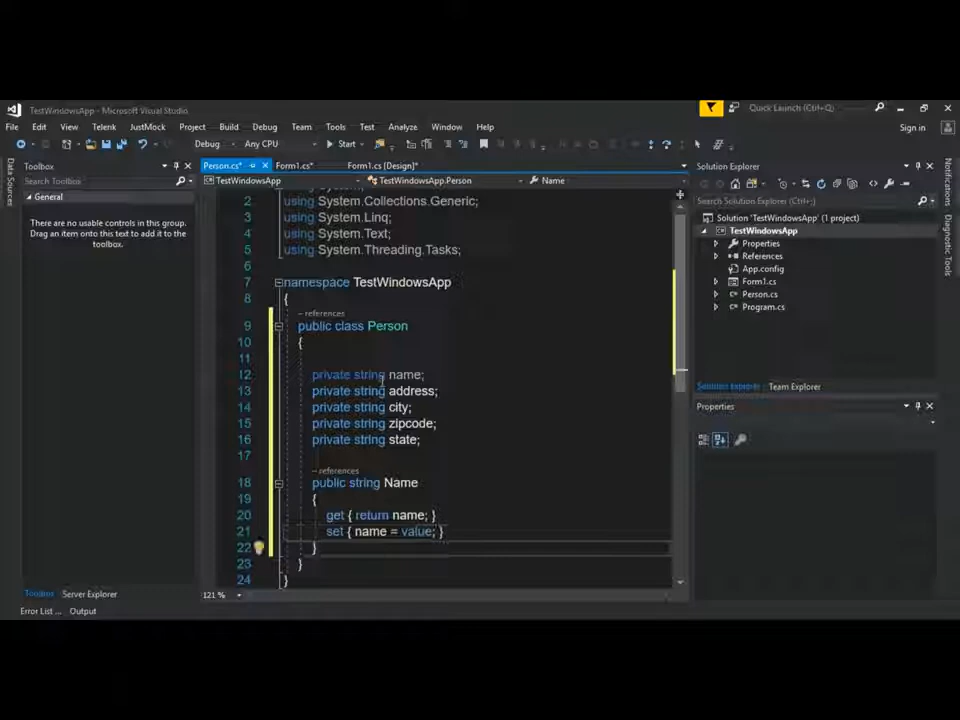 TestWindowsApp - Microsoft Visual Studio
Quick Launch (Ctrl+Q)
File Edit View Telerik JustMock Project Build Debug Team Tools Test Analyze Window Help
Sign in
Debug Any CPU Start
Data Sources
Toolbox
Search Toolbox
General
There are no usable controls in this group.
Drag an item onto this text to add it to the
toolbox.
Person.cs* Form1.cs* Form1.cs [Design]*
TestWindowsApp TestWindowsApp.Person Name
2 using System.Collections.Generic;
3 using System.Linq;
4 using System.Text;
5 using System.Threading.Tasks;
6
7 namespace TestWindowsApp
8 {
– references
9 public class Person
10 {
11
12 private string name;
13 private string address;
14 private string city;
15 private string zipcode;
16 private string state;
17
– references
18 public string Name
19 {
20 get { return name; }
21 set { name = value; }
22 }
23 }
24 }
121 %
Solution Explorer
Search Solution Explorer (Ctrl+;)
Solution 'TestWindowsApp' (1 project)
TestWindowsApp
Properties
References
App.config
Form1.cs
Person.cs
Program.cs
Solution Explorer Team Explorer
Properties
Notifications
Diagnostic Tools
Toolbox Server Explorer
Error List ... Output